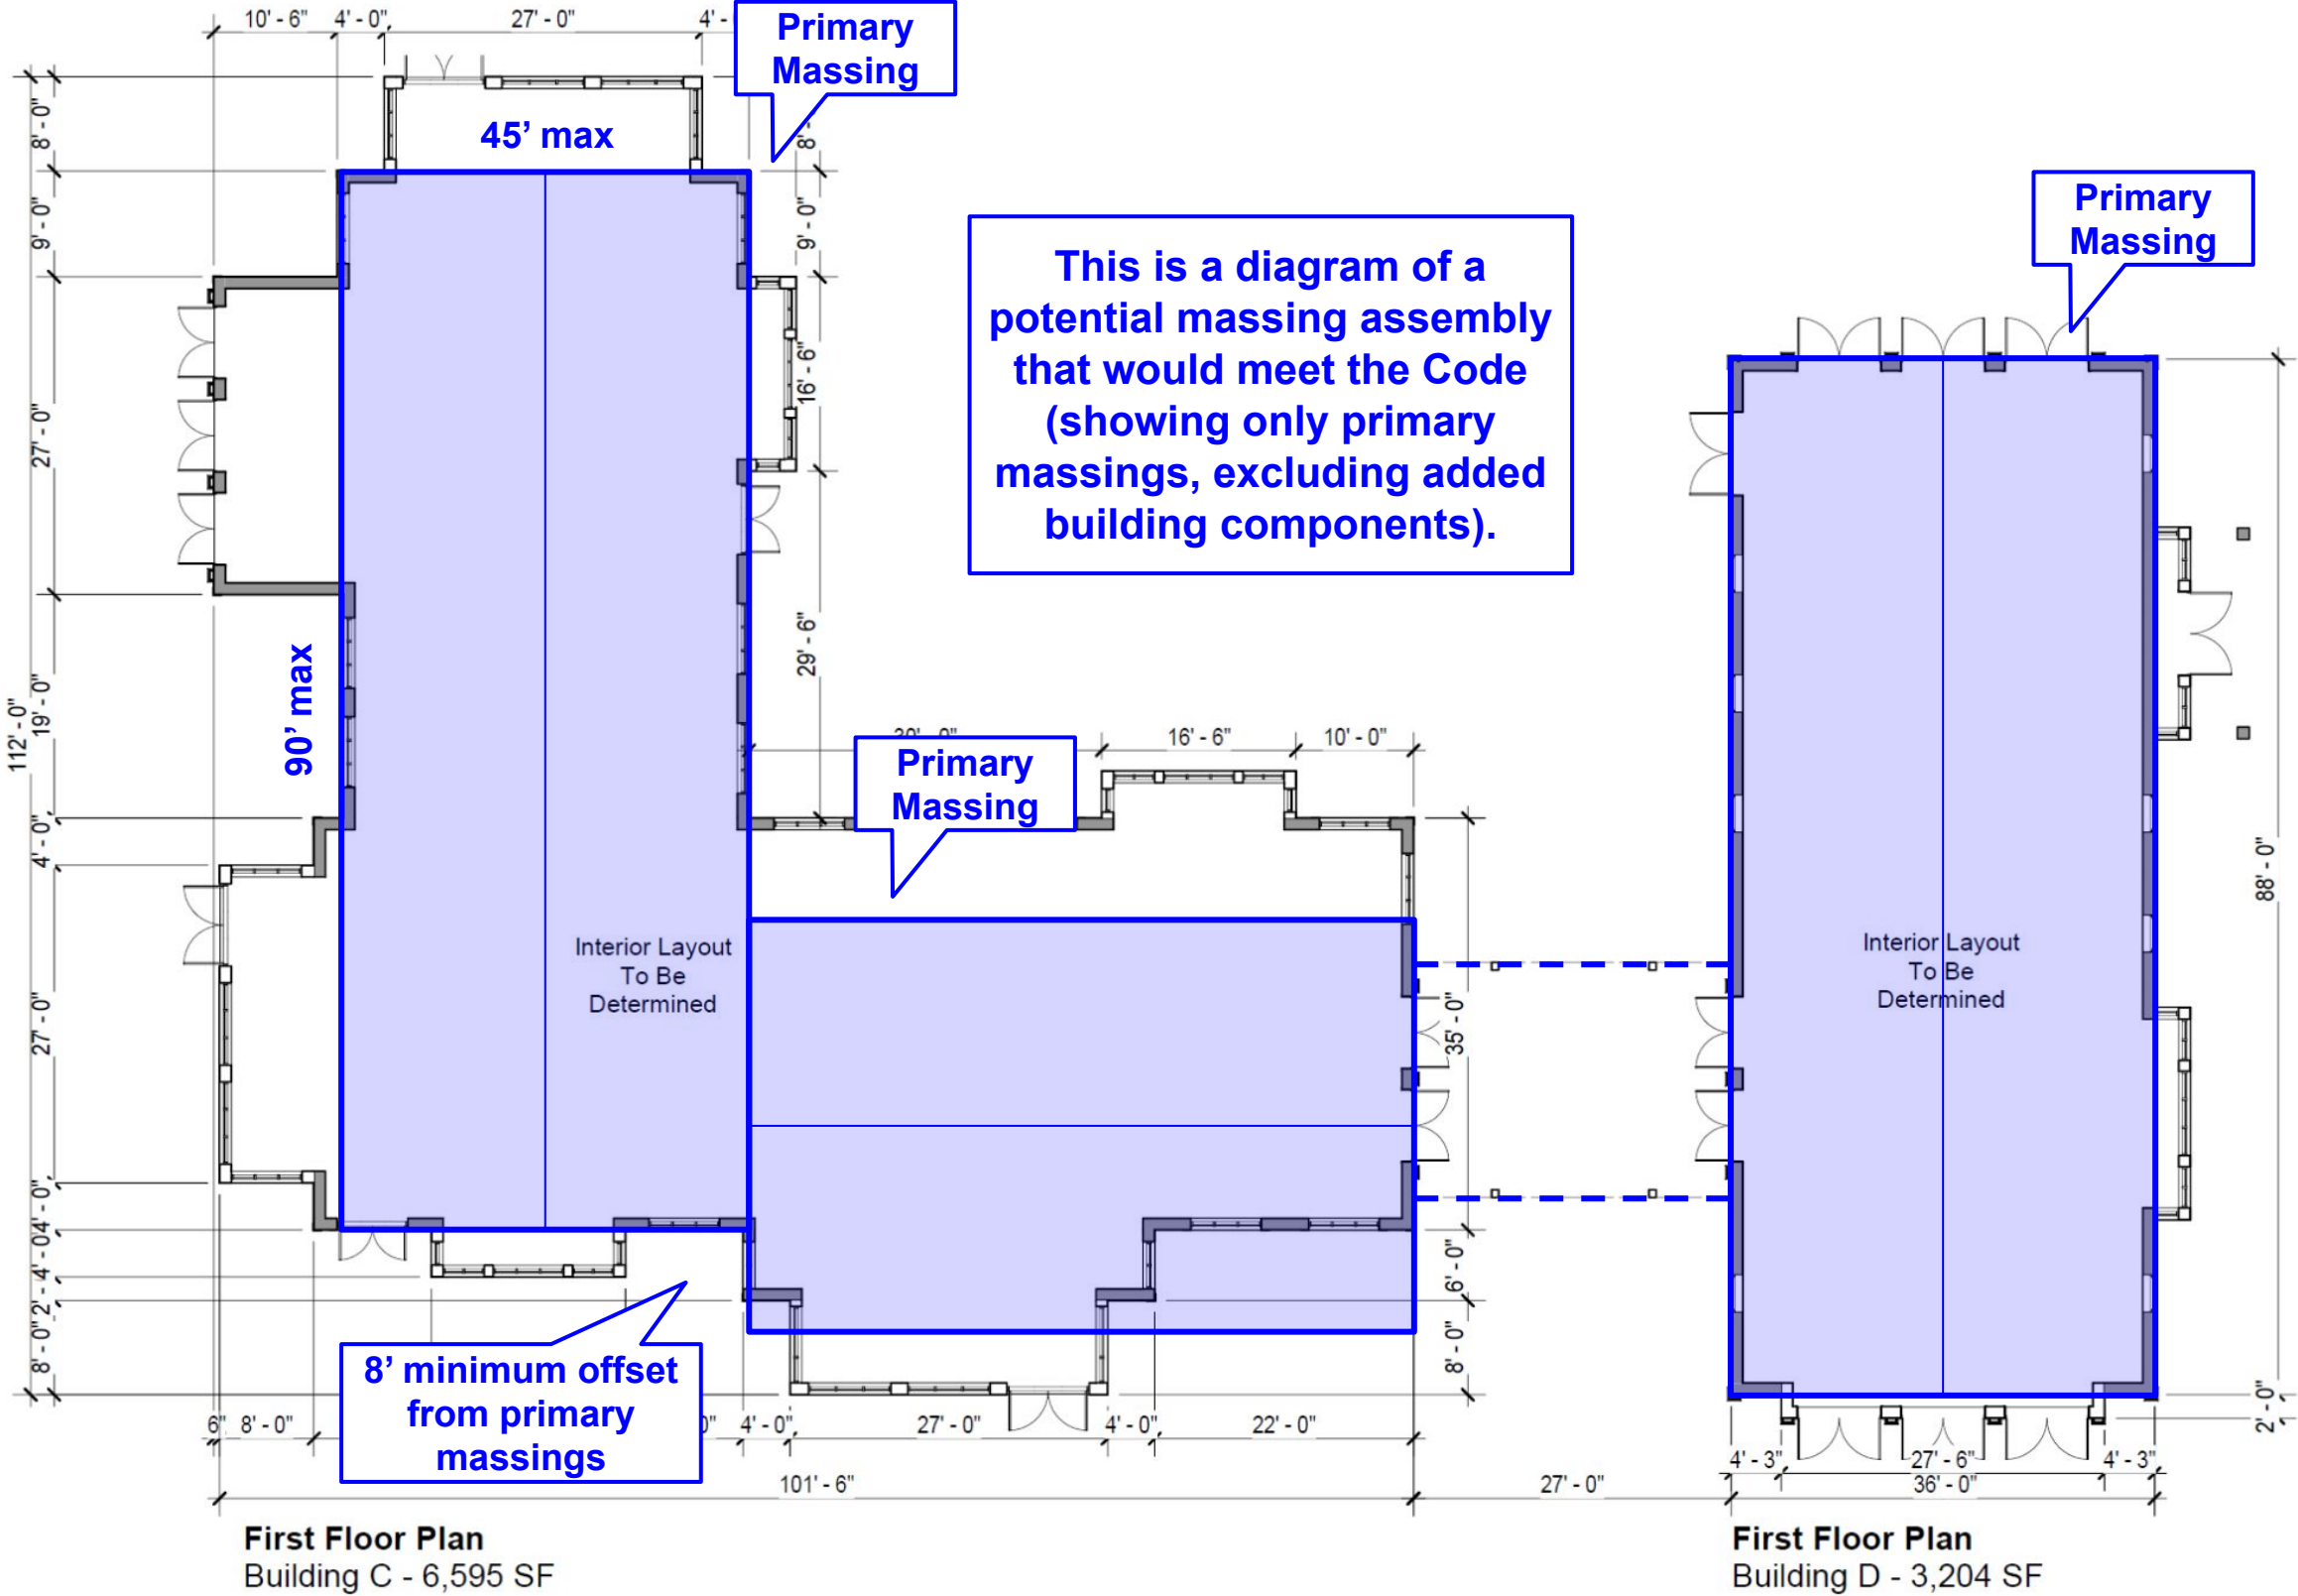 10' - 6" 4' - 0" 27' - 0" 4' -
Primary
Massing
45' max
8' - 0"
9' - 0"
27' - 0"
19' - 0"
112' - 0"
4' - 0"
27' - 0"
4' - 0"
4' - 0"
2' - 0"
8' - 0"
90' max
8' -
9' - 0"
16' - 6"
29' - 6"
This is a diagram of a
potential massing assembly
that would meet the Code
(showing only primary
massings, excluding added
building components).
Primary
Massing
16' - 6" 10' - 0"
Primary
Massing
Interior Layout
To Be
Determined
35' - 0"
6' - 0"
8' - 0"
Interior Layout
To Be
Determined
88' - 0"
2' - 0"
8' minimum offset
from primary
massings
6" 8' - 0" 0" 4' - 0" 27' - 0" 4' - 0" 22' - 0"
101' - 6" 27' - 0"
4' - 3" 27' - 6" 4' - 3"
36' - 0"
First Floor Plan
Building C - 6,595 SF
First Floor Plan
Building D - 3,204 SF